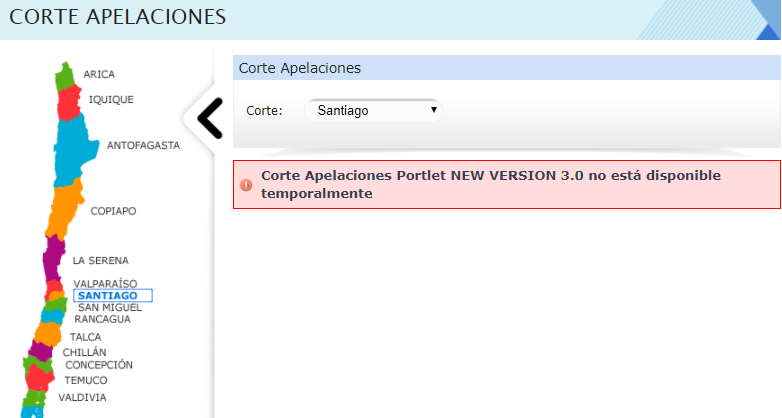 CORTE APELACIONES
ARICA
IQUIQUE
ANTOFAGASTA
COPIAPO
LA SERENA
VALPARAÍSO
SANTIAGO
SAN MIGUEL
RANCAGUA
TALCA
CHILLÁN
CONCEPCIÓN
TEMUCO
VALDIVIA
Corte Apelaciones
Corte: Santiago
Corte Apelaciones Portlet NEW VERSION 3.0 no está disponible
temporalmente